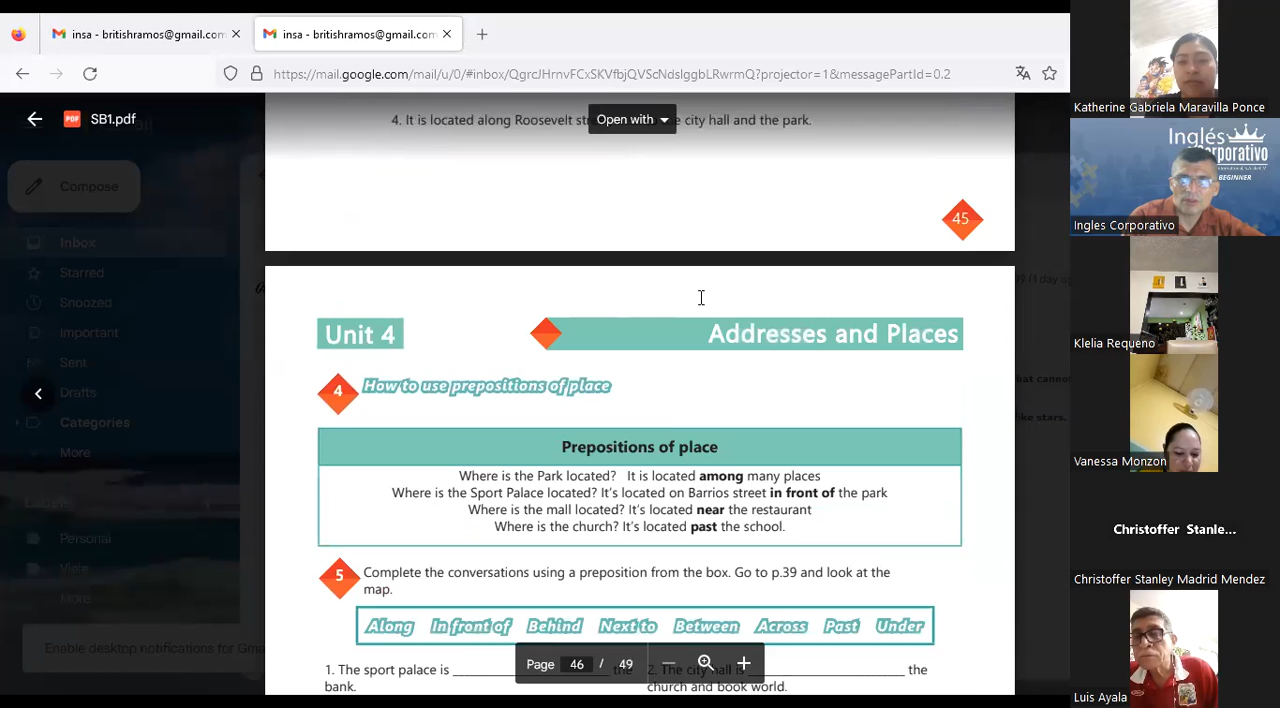 insa - britishramos@gmail.com
insa - britishramos@gmail.com
https://mail.google.com/mail/u/0/#inbox/QgrcJHrnvFCxSKVfbjQVScNdslggbLRwrmQ?projector=1&messagePartId=0.2
PDF
SB1.pdf
Open with
Compose
Inbox
Starred
Snoozed
Important
Sent
Drafts
Categories
More
Personal
More
Enable desktop notifications for Gma
4. It is located along Roosevelt city hall and the park.
45
Unit 4
Addresses and Places
4
How to use prepositions of place
Prepositions of place
Where is the Park located? It is located among many places
Where is the Sport Palace located? It's located on Barrios street in front of the park
Where is the mall located? It's located near the restaurant
Where is the church? It's located past the school.
5
Complete the conversations using a preposition from the box. Go to p.39 and look at the
map.
Along In front of Behind Next to Between Across Past Under
1. The sport palace is ____ the
bank.
2. The city hall is ____ the
church and book world.
Page 46 / 49
Katherine Gabriela Maravilla Ponce
Inglés
Corporativo
BEGINNER
Ingles Corporativo
Klelia Requeno
Vanessa Monzon
Christoffer Stanle...
Christoffer Stanley Madrid Mendez
Luis Ayala